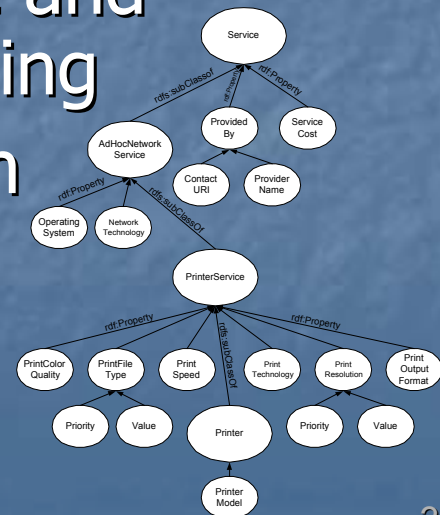 and
ing
n
Service
rdfs:subClassof
rdf:Property
rdf:Property
AdHocNetwork
Service
Provided
By
Service
Cost
Contact
URI
Provider
Name
rdf:Property
rdfs:subClassOf
Operating
System
Network
Technology
PrinterService
rdf:Property
rdfs:subClassOf
rdf:Property
PrintColor
Quality
PrintFile
Type
Print
Speed
Print
Technology
Print
Resolution
Print
Output
Format
Priority
Value
Printer
Priority
Value
Printer
Model